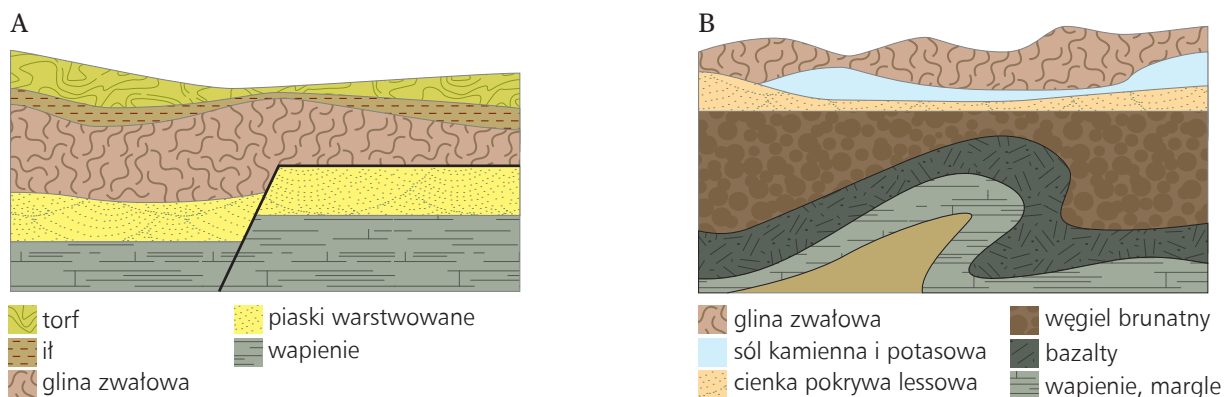 A
torf
ił
glina zwałowa
piaski warstwowane
wapienie
B
glina zwałowa
sól kamienna i potasowa
cienka pokrywa lessowa
węgiel brunatny
bazalty
wapienie, margle